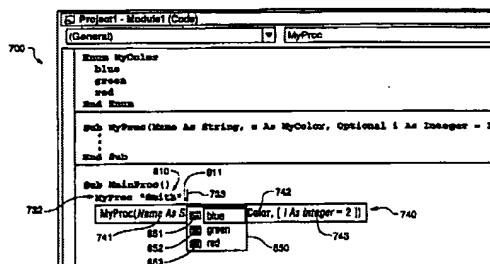 Project1 - Module1 (Code)
(General) MyProc
700
Enum MyColor
blue
green
red
End Enum
Sub MyProc(Name As String, c As MyColor, Optional i As Integer = 2
End Sub
810 811
Sub MainProc()
732 MyProc "Smith", 733 742
MyProc(Name As S Color, [ i As Integer = 2 ]) 740
741 blue 743
851 green
852 red 850
853